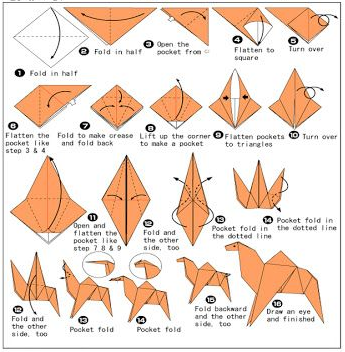 1 Fold in half
2 Fold in half
3 Open the
pocket from
4 Flatten to
square
5 Turn over
6
Flatten the
pocket like
step 3 & 4
7
Fold to make crease
and fold back
8
Lift up the corner
to make a pocket
9 Flatten pockets
to triangles
10 Turn over
11
Open and
flatten the
pocket like
step 7 8 & 9
12
Fold and
the other
side, too
13
Pocket fold in
the dotted line
14 Pocket fold in
the dotted line
12
Fold and
the other
side, too
13
Pocket fold
14
Pocket fold
15
Fold backward
and the other
side, too
16
Draw an eye
and finished